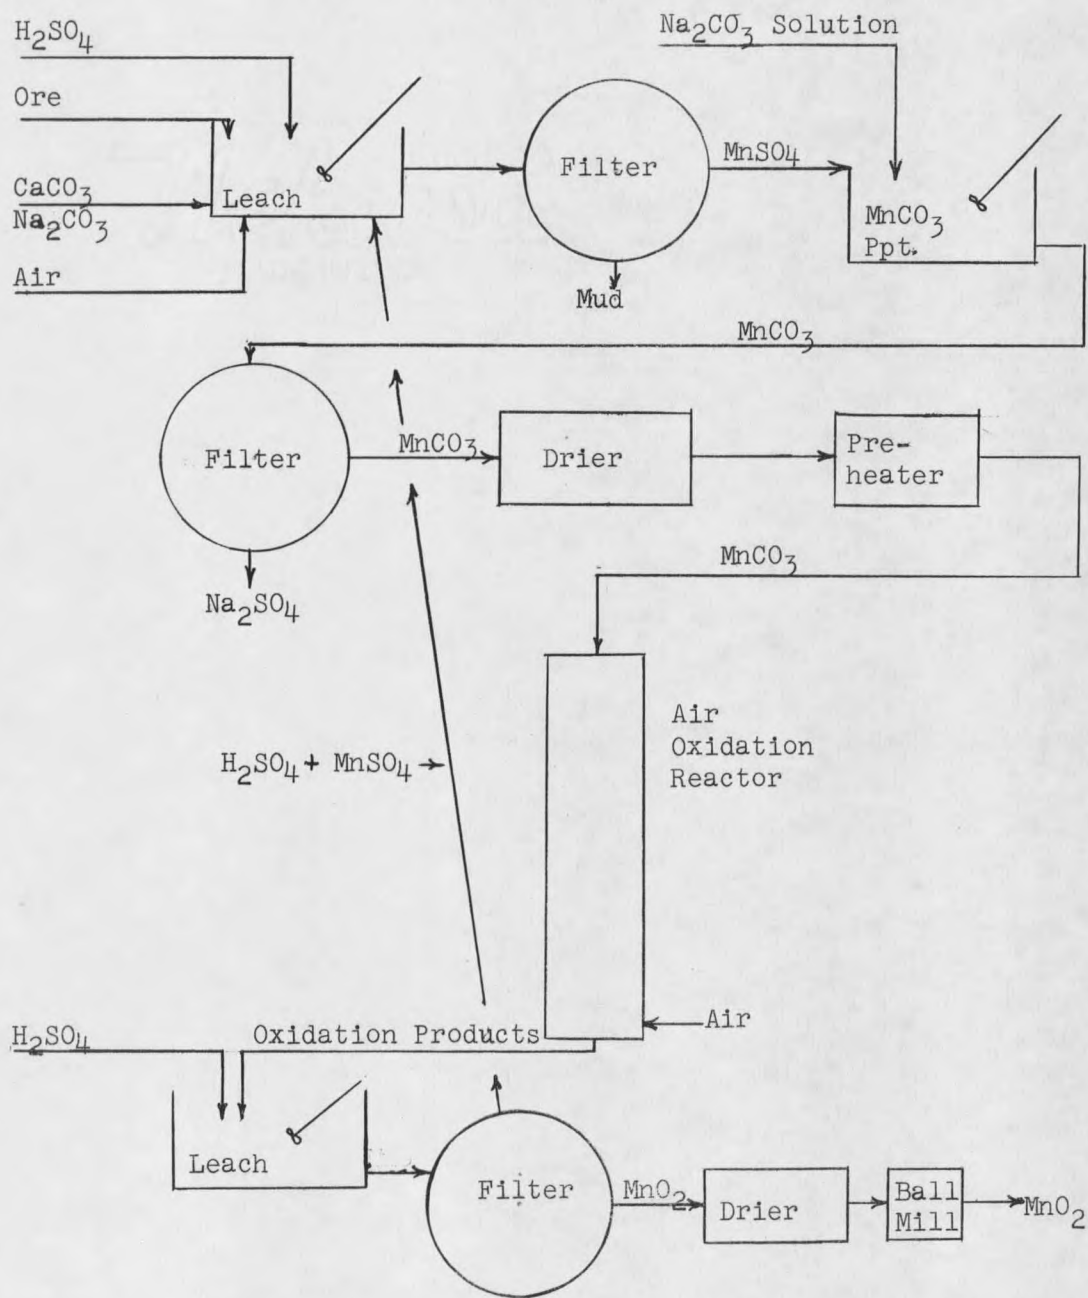 H₂SO₄
Na₂CO₃ Solution
Ore
Filter
MnSO₄
CaCO₃
Na₂CO₃
Leach
MnCO₃
Ppt.
Air
Mud
MnCO₃
Filter
MnCO₃
Drier
Pre-
heater
MnCO₃
Na₂SO₄
Air
Oxidation
Reactor
H₂SO₄ + MnSO₄
Air
H₂SO₄
Oxidation Products
Leach
Filter
MnO₂
Drier
Ball
Mill
MnO₂